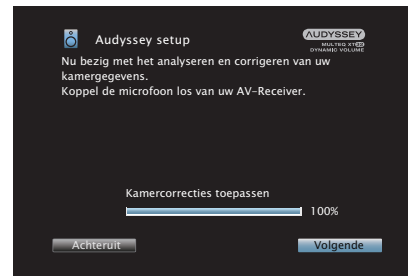 Audyssey setup
AUDYSSEY
MULTEQ XT32
DYNAMIC VOLUME
Nu bezig met het analyseren en corrigeren van uw
kamergegevens.
Koppel de microfoon los van uw AV-Receiver.
Kamercorrecties toepassen
100%
Achteruit
Volgende